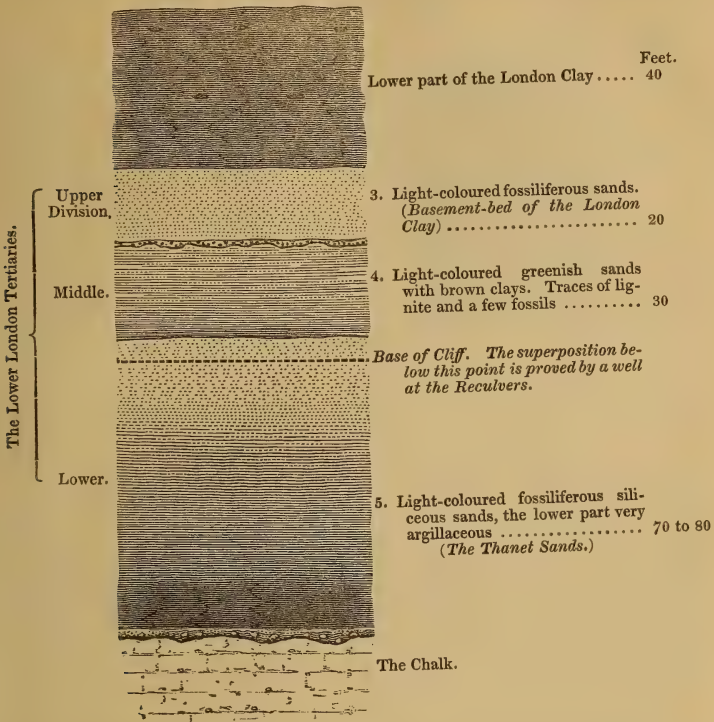 Feet.
Lower part of the London Clay ..... 40
The Lower London Tertiaries.
Upper
Division,
3. Light-coloured fossiliferous sands.
(Basement-bed of the London
Clay) ........................ 20
Middle.
4. Light-coloured greenish sands
with brown clays. Traces of lig-
nite and a few fossils .......... 30
Base of Cliff. The superposition be-
low this point is proved by a well
at the Reculvers.
Lower.
5. Light-coloured fossiliferous sili-
ceous sands, the lower part very
argillaceous .................. 70 to 80
(The Thanet Sands.)
The Chalk.